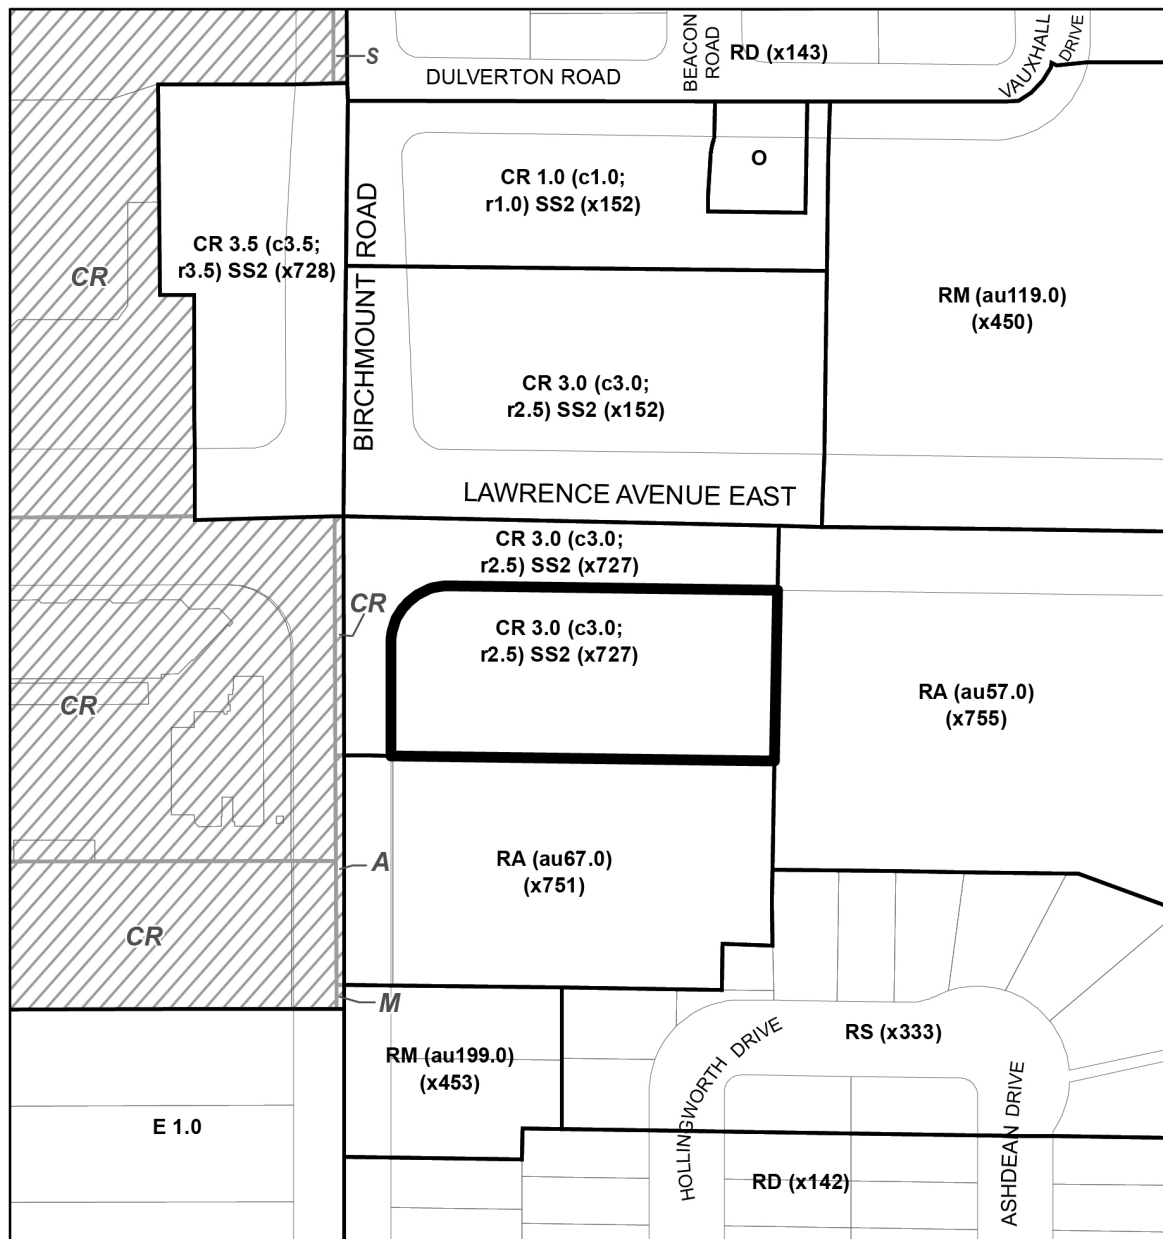 S
DULVERTON ROAD
BEACON
ROAD
RD (x143)
VAUXHALL
DRIVE
O
CR 1.0 (c1.0;
r1.0) SS2 (x152)
CR 3.5 (c3.5;
r3.5) SS2 (x728)
CR
BIRCHMOUNT ROAD
RM (au119.0)
(x450)
CR 3.0 (c3.0;
r2.5) SS2 (x152)
LAWRENCE AVENUE EAST
CR 3.0 (c3.0;
r2.5) SS2 (x727)
CR
CR 3.0 (c3.0;
r2.5) SS2 (x727)
CR
RA (au57.0)
(x755)
A
RA (au67.0)
(x751)
CR
M
RM (au199.0)
(x453)
HOLLINGWORTH DRIVE
RS (x333)
ASHDEAN DRIVE
E 1.0
RD (x142)